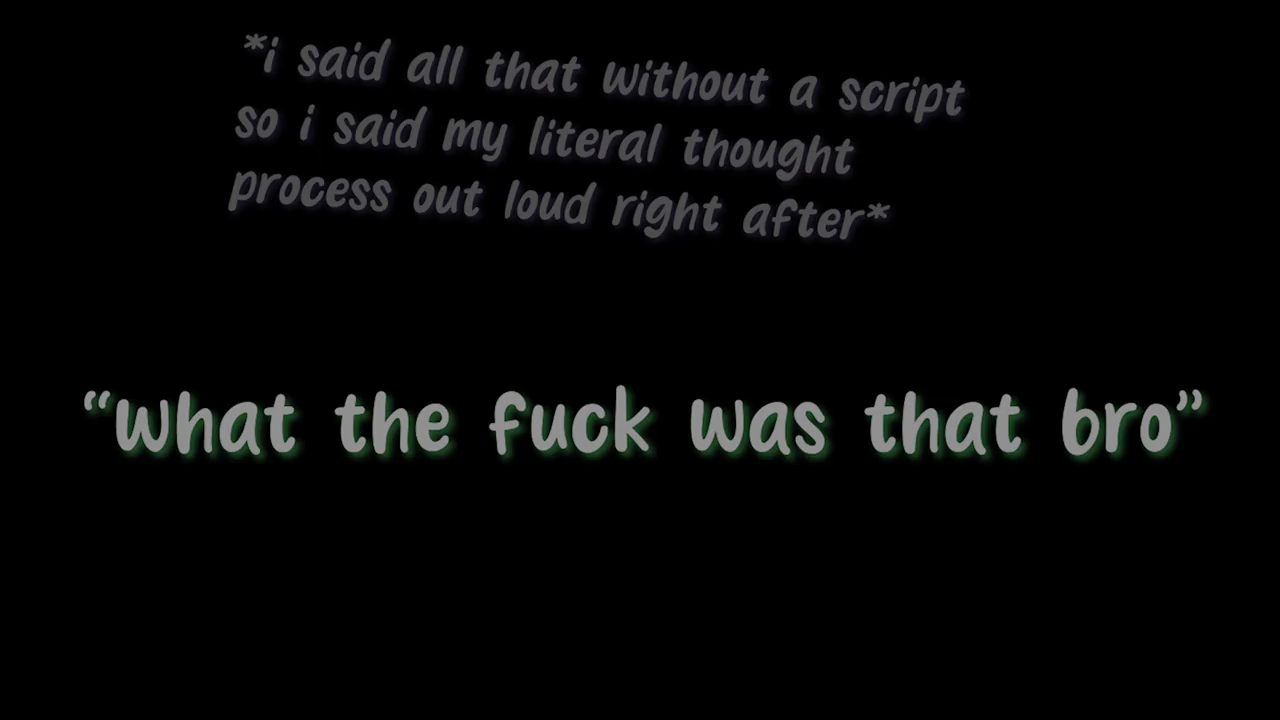 *i said all that without a script
so i said my literal thought
process out loud right after*
“what the fuck was that bro”